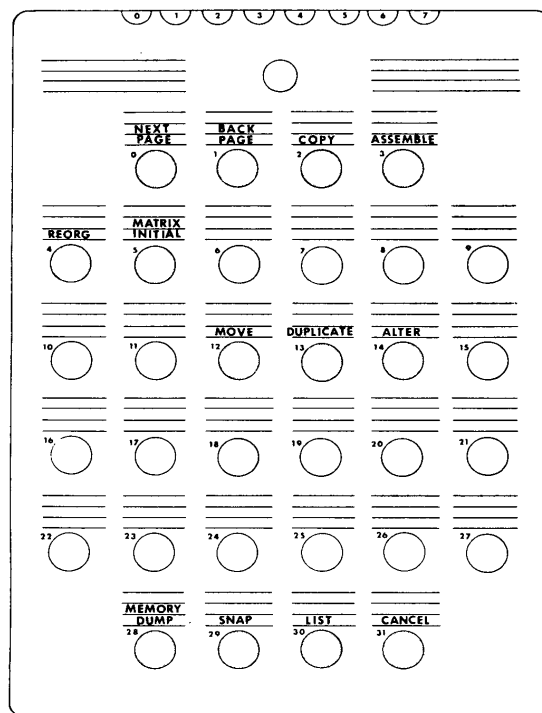 0 1 2 3 4 5 6 7
NEXT PAGE BACK PAGE COPY ASSEMBLE
0 1 2 3
REORG MATRIX INITIAL
4 5 6 7 8 9
MOVE DUPLICATE ALTER
10 11 12 13 14 15
16 17 18 19 20 21
22 23 24 25 26 27
MEMORY DUMP SNAP LIST CANCEL
28 29 30 31